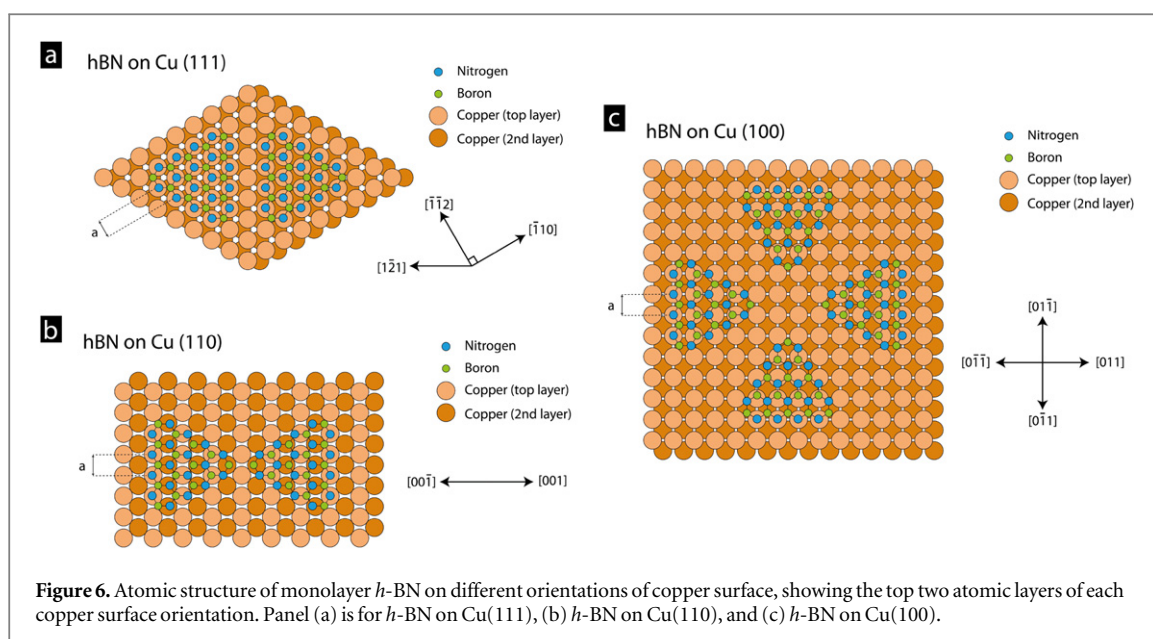 a
hBN on Cu (111)
Nitrogen
Boron
Copper (top layer)
Copper (2nd layer)
a
[1̅1̅2]
[1̅10]
[12̅1]
b
hBN on Cu (110)
Nitrogen
Boron
Copper (top layer)
Copper (2nd layer)
a
[001̅]
[001]
c
hBN on Cu (100)
Nitrogen
Boron
Copper (top layer)
Copper (2nd layer)
a
[011̅]
[01̅1̅]
[011]
[01̅1]
Figure 6. Atomic structure of monolayer h-BN on different orientations of copper surface, showing the top two atomic layers of each
copper surface orientation. Panel (a) is for h-BN on Cu(111), (b) h-BN on Cu(110), and (c) h-BN on Cu(100).